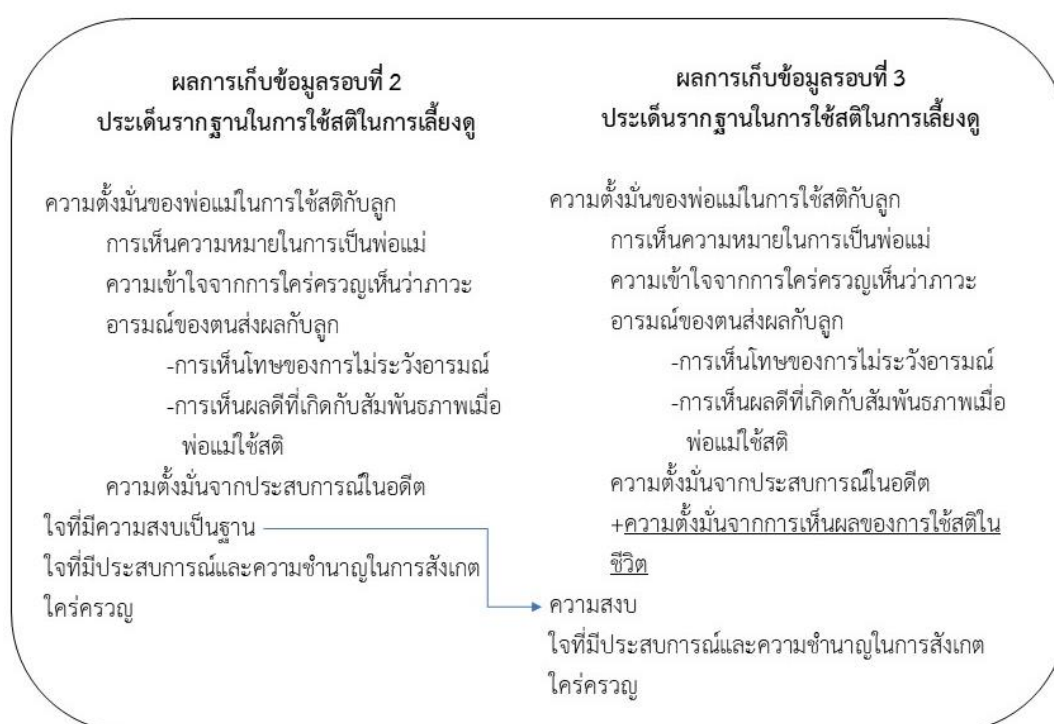 ผลการเก็บข้อมูลรอบที่ 2
ประเด็นรากฐานในการใช้สติในการเลี้ยงดู
ความตั้งมั่นของพ่อแม่ในการใช้สติกับลูก
การเห็นความหมายในการเป็นพ่อแม่
ความเข้าใจจากการใคร่ครวญเห็นว่าภาวะ
อารมณ์ของตนส่งผลกับลูก
-การเห็นโทษของการไม่ระวังอารมณ์
-การเห็นผลดีที่เกิดกับสัมพันธภาพเมื่อ
พ่อแม่ใช้สติ
ความตั้งมั่นจากประสบการณ์ในอดีต
ใจที่มีความสงบเป็นฐาน
ใจที่มีประสบการณ์และความชำนาญในการสังเกต
ใคร่ครวญ
ผลการเก็บข้อมูลรอบที่ 3
ประเด็นรากฐานในการใช้สติในการเลี้ยงดู
ความตั้งมั่นของพ่อแม่ในการใช้สติกับลูก
การเห็นความหมายในการเป็นพ่อแม่
ความเข้าใจจากการใคร่ครวญเห็นว่าภาวะ
อารมณ์ของตนส่งผลกับลูก
-การเห็นโทษของการไม่ระวังอารมณ์
-การเห็นผลดีที่เกิดกับสัมพันธภาพเมื่อ
พ่อแม่ใช้สติ
ความตั้งมั่นจากประสบการณ์ในอดีต
+ความตั้งมั่นจากการเห็นผลของการใช้สติใน
ชีวิต
ความสงบ
ใจที่มีประสบการณ์และความชำนาญในการสังเกต
ใคร่ครวญ